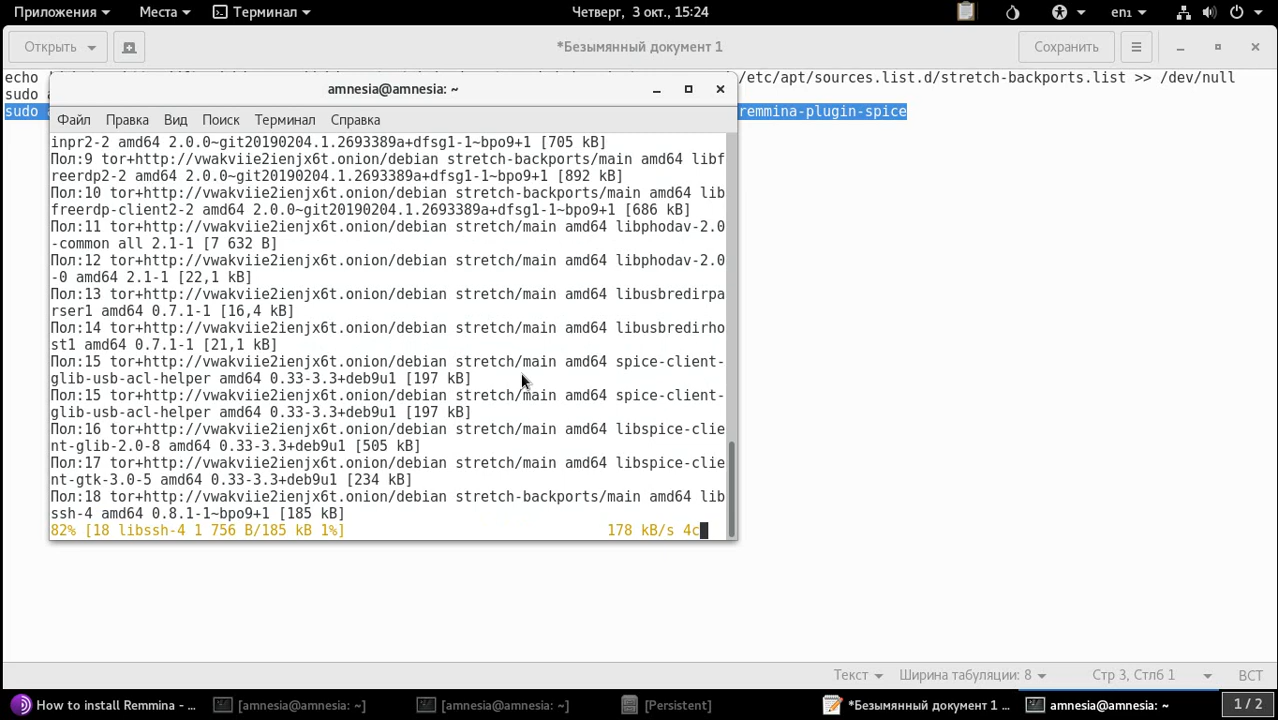 Приложения Места Терминал Четверг, 3 окт., 15:24 en₁
Открыть *Безымянный документ 1 Сохранить
echo /etc/apt/sources.list.d/stretch-backports.list >> /dev/null
sudo a
sudo a remmina-plugin-spice
amnesia@amnesia: ~
Файл Правка Вид Поиск Терминал Справка
inpr2-2 amd64 2.0.0~git20190204.1.2693389a+dfsg1-1~bpo9+1 [705 kB]
Пол:9 tor+http://vwakviie2ienjx6t.onion/debian stretch-backports/main amd64 libf
reerdp2-2 amd64 2.0.0~git20190204.1.2693389a+dfsg1-1~bpo9+1 [892 kB]
Пол:10 tor+http://vwakviie2ienjx6t.onion/debian stretch-backports/main amd64 lib
freerdp-client2-2 amd64 2.0.0~git20190204.1.2693389a+dfsg1-1~bpo9+1 [686 kB]
Пол:11 tor+http://vwakviie2ienjx6t.onion/debian stretch/main amd64 libphodav-2.0
-common all 2.1-1 [7 632 B]
Пол:12 tor+http://vwakviie2ienjx6t.onion/debian stretch/main amd64 libphodav-2.0
-0 amd64 2.1-1 [22,1 kB]
Пол:13 tor+http://vwakviie2ienjx6t.onion/debian stretch/main amd64 libusbredirpa
rser1 amd64 0.7.1-1 [16,4 kB]
Пол:14 tor+http://vwakviie2ienjx6t.onion/debian stretch/main amd64 libusbredirho
st1 amd64 0.7.1-1 [21,1 kB]
Пол:15 tor+http://vwakviie2ienjx6t.onion/debian stretch/main amd64 spice-client-
glib-usb-acl-helper amd64 0.33-3.3+deb9u1 [197 kB]
Пол:15 tor+http://vwakviie2ienjx6t.onion/debian stretch/main amd64 spice-client-
glib-usb-acl-helper amd64 0.33-3.3+deb9u1 [197 kB]
Пол:16 tor+http://vwakviie2ienjx6t.onion/debian stretch/main amd64 libspice-clie
nt-glib-2.0-8 amd64 0.33-3.3+deb9u1 [505 kB]
Пол:17 tor+http://vwakviie2ienjx6t.onion/debian stretch/main amd64 libspice-clie
nt-gtk-3.0-5 amd64 0.33-3.3+deb9u1 [234 kB]
Пол:18 tor+http://vwakviie2ienjx6t.onion/debian stretch-backports/main amd64 lib
ssh-4 amd64 0.8.1-1~bpo9+1 [185 kB]
82% [18 libssh-4 1 756 B/185 kB 1%] 178 kB/s 4с
Текст Ширина табуляции: 8 Стр 3, Стлб 1 ВСТ
How to install Remmina - ... [amnesia@amnesia: ~] [amnesia@amnesia: ~] [Persistent] *Безымянный документ 1 ... amnesia@amnesia: ~ 1 / 2